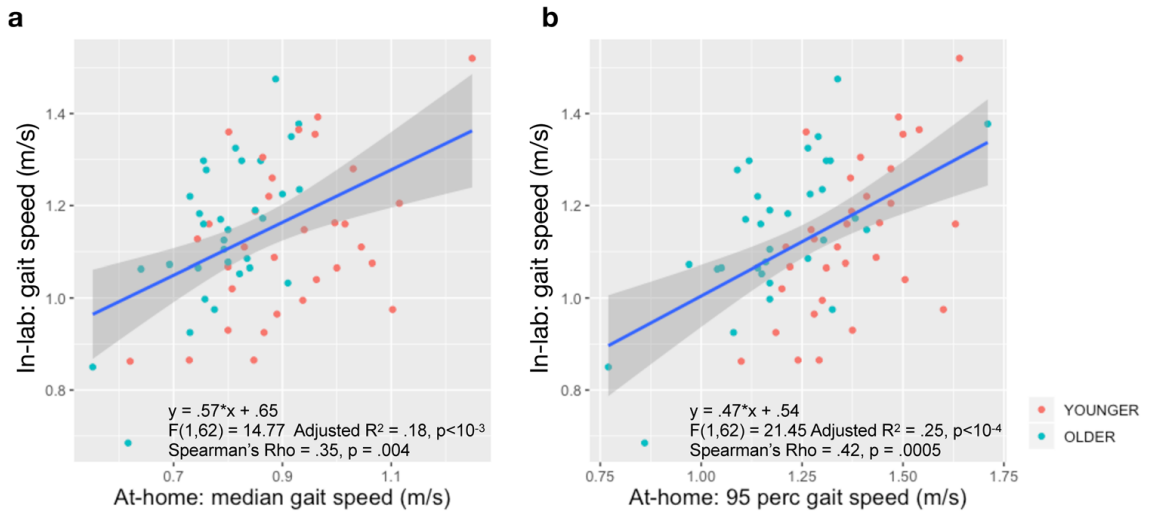 a
In-lab: gait speed (m/s)
1.4
1.2
1.0
0.8
y = .57*x + .65
F(1,62) = 14.77 Adjusted R² = .18, p<10⁻³
Spearman's Rho = .35, p = .004
0.7 0.9 1.1
At-home: median gait speed (m/s)
b
In-lab: gait speed (m/s)
1.4
1.2
1.0
0.8
y = .47*x + .54
F(1,62) = 21.45 Adjusted R² = .25, p<10⁻⁴
Spearman's Rho = .42, p = .0005
0.75 1.00 1.25 1.50 1.75
At-home: 95 perc gait speed (m/s)
YOUNGER
OLDER